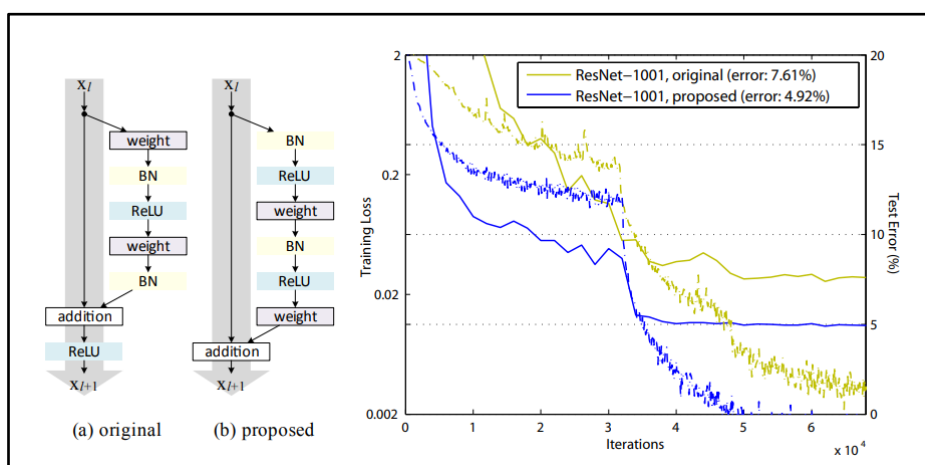 x_l
weight
BN
ReLU
weight
BN
addition
ReLU
x_{l+1}
(a) original
x_l
BN
ReLU
weight
BN
ReLU
weight
addition
x_{l+1}
(b) proposed
ResNet−1001, original (error: 7.61%)
ResNet−1001, proposed (error: 4.92%)
Training Loss
2
0.2
0.02
0.002
Test Error (%)
20
15
10
5
0
0 1 2 3 4 5 6
Iterations
x 10^4